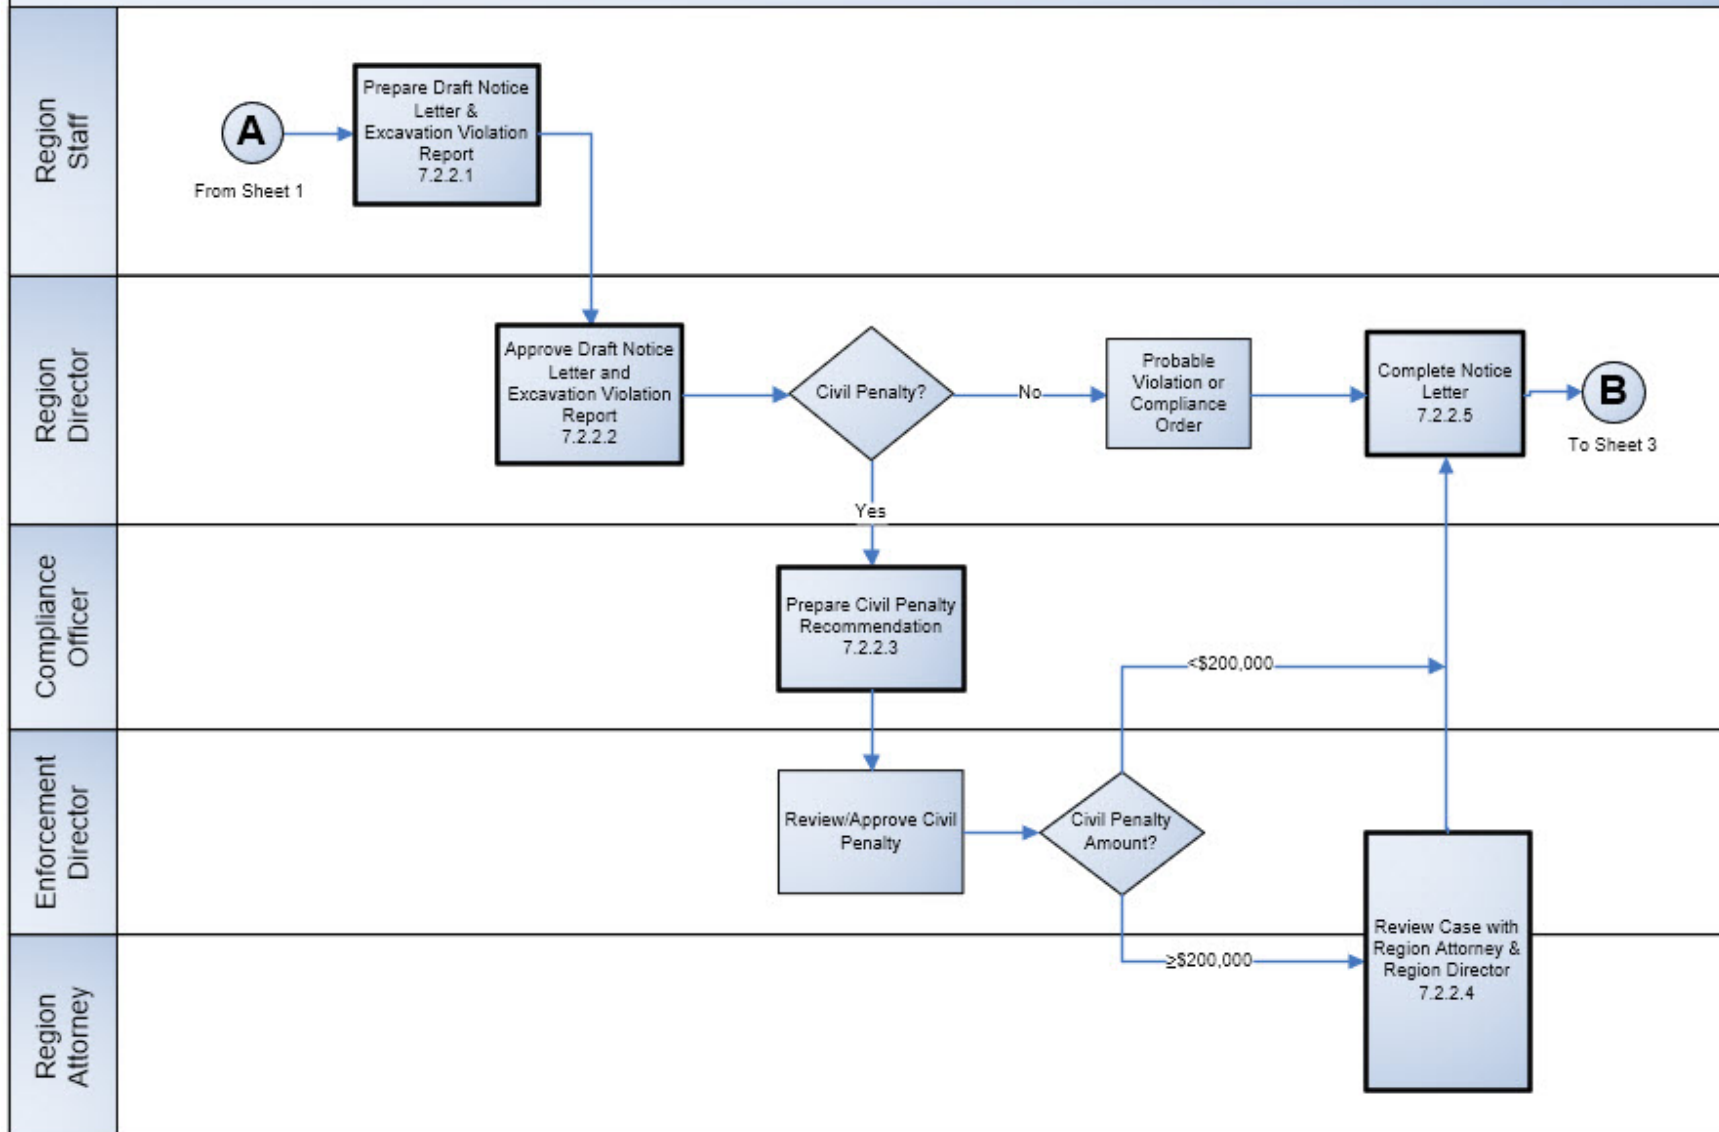 Region
Staff
A
From Sheet 1
Prepare Draft Notice
Letter &
Excavation Violation
Report
7.2.2.1
Region
Director
Approve Draft Notice
Letter and
Excavation Violation
Report
7.2.2.2
Civil Penalty?
No
Yes
Probable
Violation or
Compliance
Order
Complete Notice
Letter
7.2.2.5
B
To Sheet 3
Compliance
Officer
Prepare Civil Penalty
Recommendation
7.2.2.3
<$200,000
Enforcement
Director
Review/Approve Civil
Penalty
Civil Penalty
Amount?
Region
Attorney
≥$200,000
Review Case with
Region Attorney &
Region Director
7.2.2.4